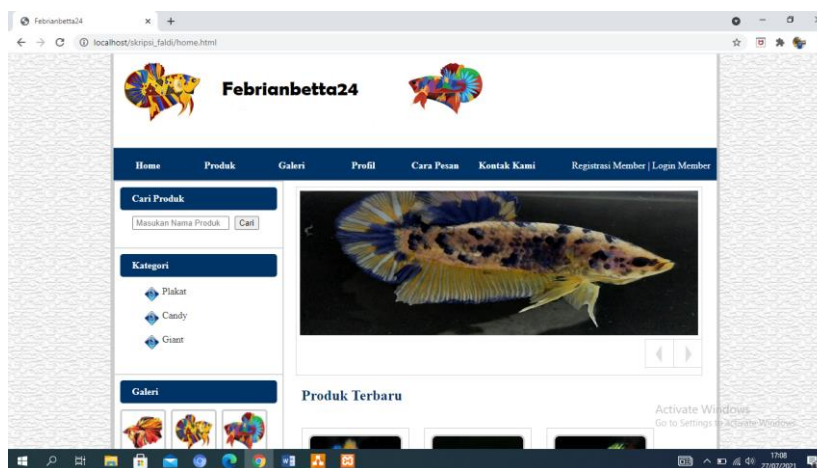 Febrianbetta24
localhost/skripsi_faldi/home.html
Febrianbetta24
Home Produk Galeri Profil Cara Pesan Kontak Kami Registrasi Member | Login Member
Cari Produk
Masukan Nama Produk Cari
Kategori
Plakat
Candy
Giant
Galeri
Produk Terbaru
Activate Windows
Go to Settings to activate Windows.
17:08
27/07/2021